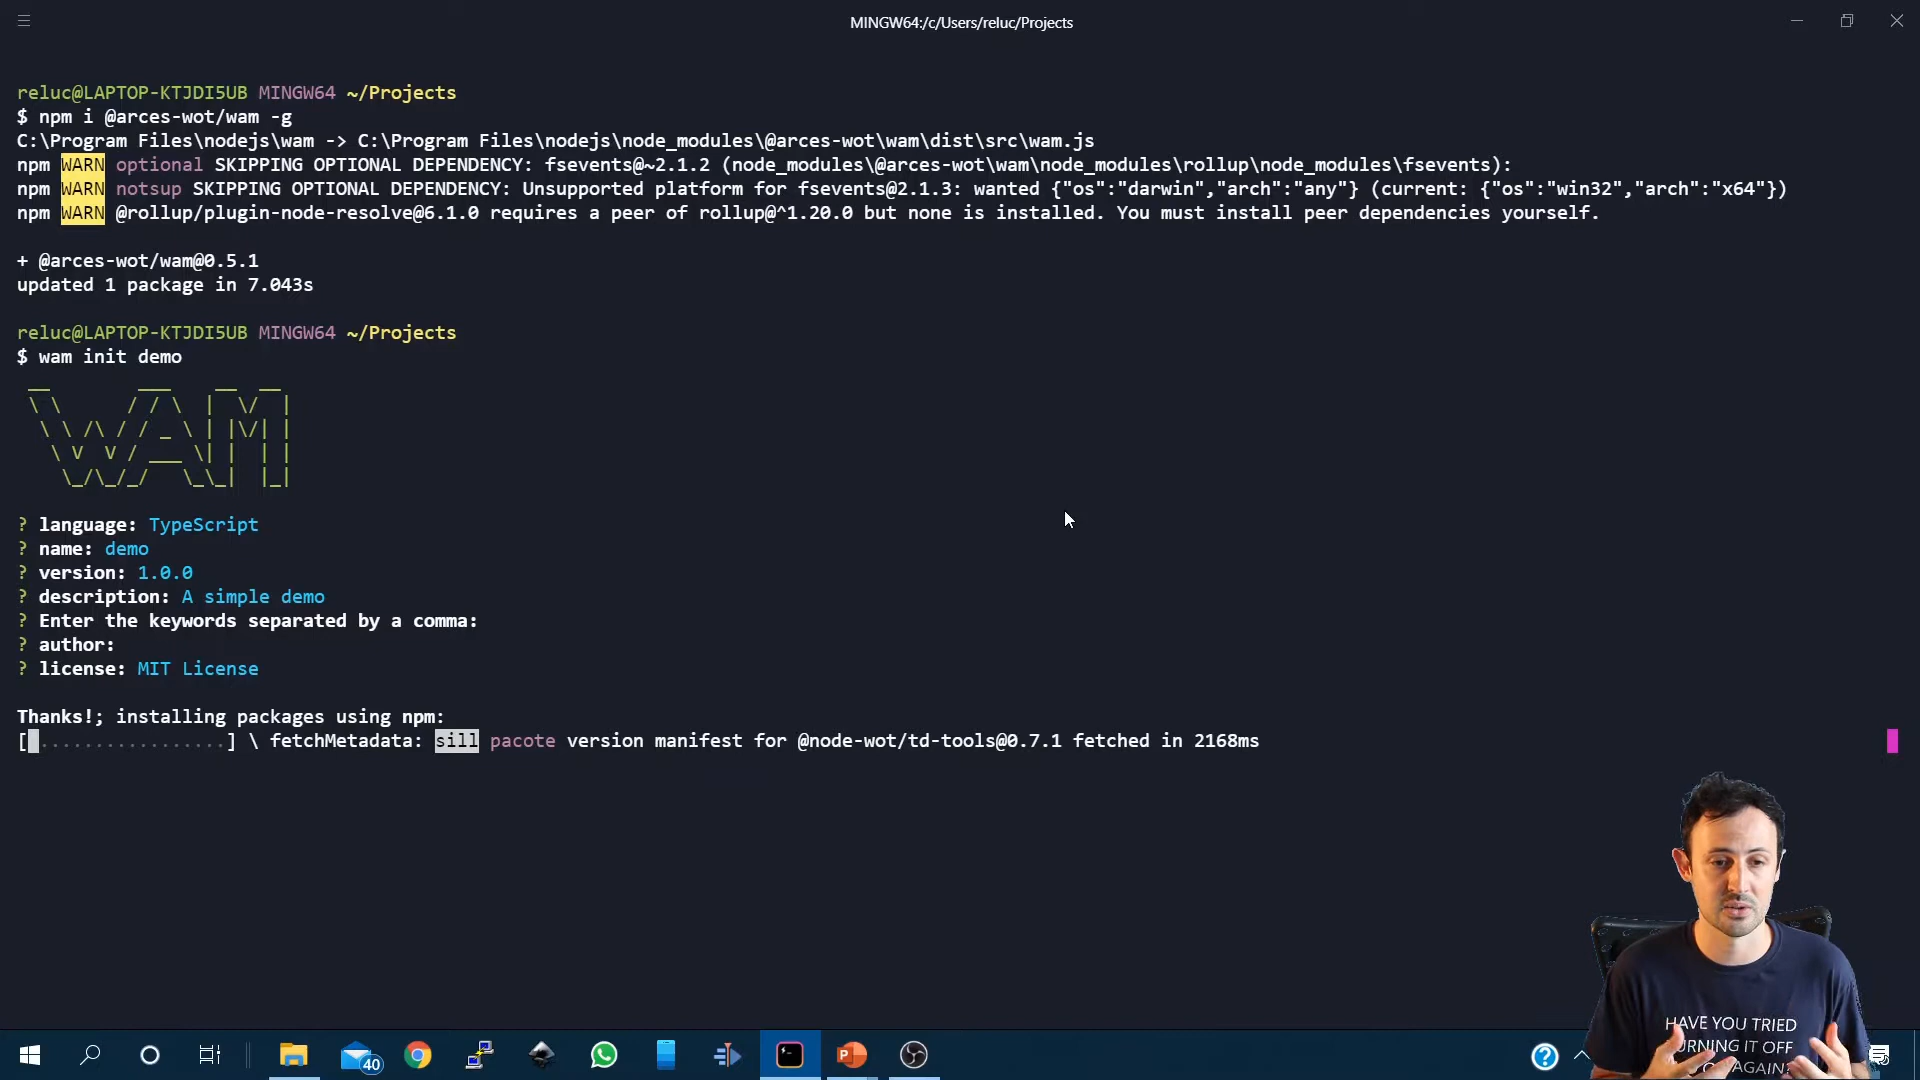 MINGW64:/c/Users/reluc/Projects
reluc@LAPTOP-KTJDI5UB MINGW64 ~/Projects
$ npm i @arces-wot/wam -g
C:\Program Files\nodejs\wam -> C:\Program Files\nodejs\node_modules\@arces-wot\wam\dist\src\wam.js
npm WARN optional SKIPPING OPTIONAL DEPENDENCY: fsevents@~2.1.2 (node_modules\@arces-wot\wam\node_modules\rollup\node_modules\fsevents):
npm WARN notsup SKIPPING OPTIONAL DEPENDENCY: Unsupported platform for fsevents@2.1.3: wanted {"os":"darwin","arch":"any"} (current: {"os":"win32","arch":"x64"})
npm WARN @rollup/plugin-node-resolve@6.1.0 requires a peer of rollup@^1.20.0 but none is installed. You must install peer dependencies yourself.
+ @arces-wot/wam@0.5.1
updated 1 package in 7.043s
reluc@LAPTOP-KTJDI5UB MINGW64 ~/Projects
$ wam init demo
WAM
? language: TypeScript
? name: demo
? version: 1.0.0
? description: A simple demo
? Enter the keywords separated by a comma:
? author:
? license: MIT License
Thanks!; installing packages using npm:
[.................] \ fetchMetadata: sill pacote version manifest for @node-wot/td-tools@0.7.1 fetched in 2168ms
HAVE YOU TRIED
TURNING IT OFF
AGAIN?
40